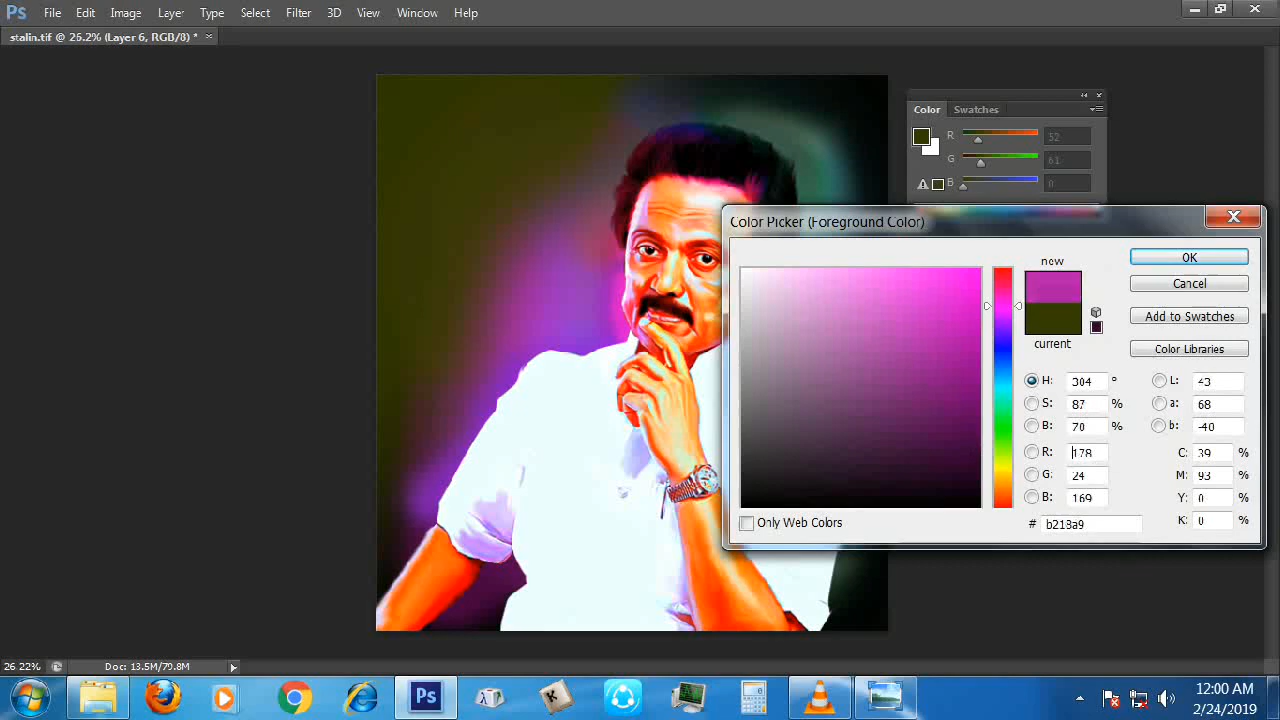 Ps File Edit Image Layer Type Select Filter 3D View Window Help
stalin.tif @ 26.2% (Layer 6, RGB/8) * ×
Color Swatches
R 52
G 61
B 0
Color Picker (Foreground Color)
new
current
OK
Cancel
Add to Swatches
Color Libraries
H: 304 °
S: 87 %
B: 70 %
R: 178
G: 24
B: 169
L: 43
a: 68
b: -40
C: 39 %
M: 93 %
Y: 0 %
K: 0 %
Only Web Colors
# b218a9
26.22% Doc: 13.5M/79.8M
Ps
K
12:00 AM
2/24/2019